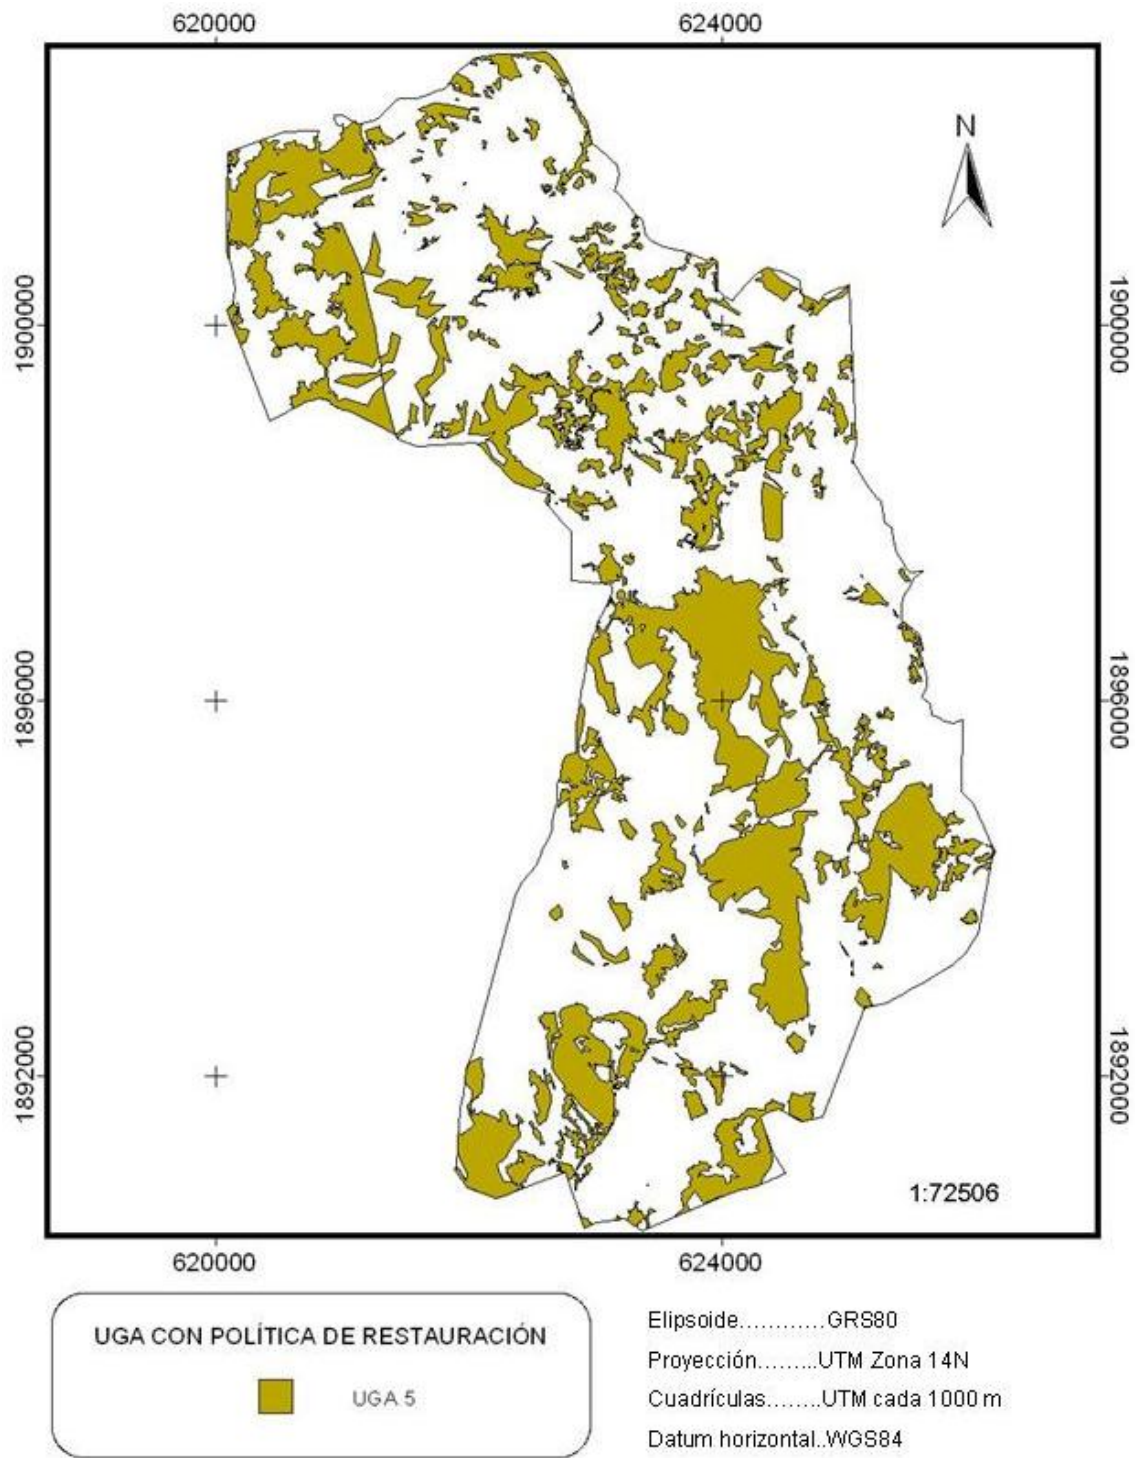 620000 624000
N
1900000 1900000
1896000 1896000
1892000 1892000
1:72506
620000 624000
UGA CON POLÍTICA DE RESTAURACIÓN
UGA 5
Elipsoide............GRS80
Proyección.........UTM Zona 14N
Cuadrículas........UTM cada 1000 m
Datum horizontal..WGS84